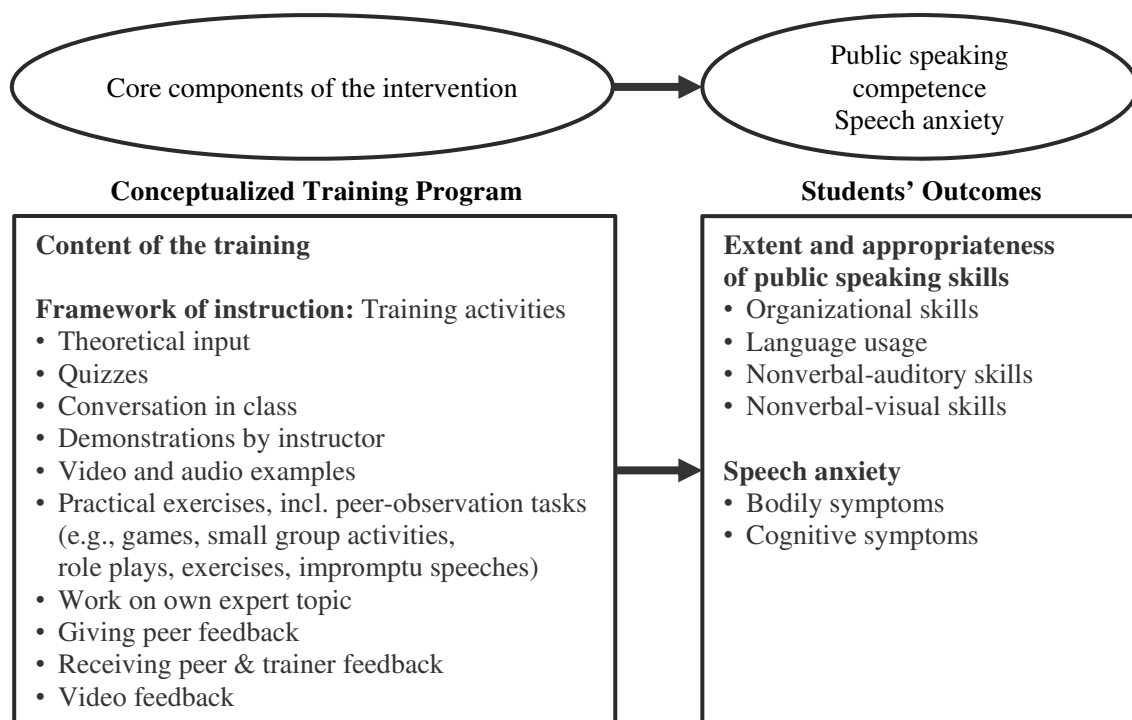 Core components of the intervention
Public speaking
competence
Speech anxiety
Conceptualized Training Program
Students’ Outcomes
Content of the training
Framework of instruction: Training activities
• Theoretical input
• Quizzes
• Conversation in class
• Demonstrations by instructor
• Video and audio examples
• Practical exercises, incl. peer-observation tasks
(e.g., games, small group activities,
role plays, exercises, impromptu speeches)
• Work on own expert topic
• Giving peer feedback
• Receiving peer & trainer feedback
• Video feedback
Extent and appropriateness
of public speaking skills
• Organizational skills
• Language usage
• Nonverbal-auditory skills
• Nonverbal-visual skills
Speech anxiety
• Bodily symptoms
• Cognitive symptoms